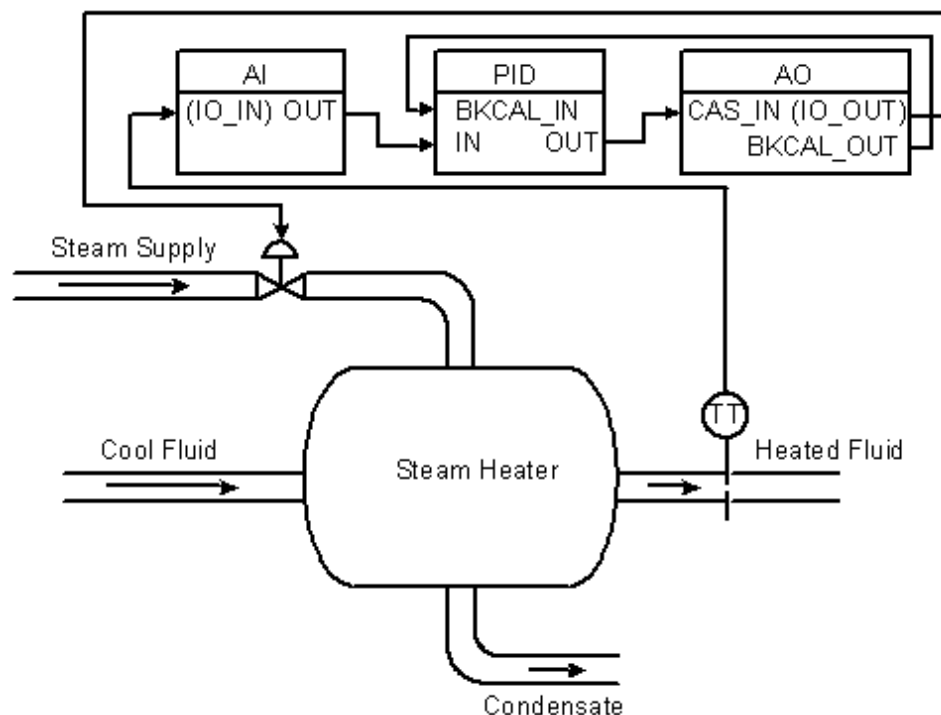 AI
PID
AO
(IO_IN) OUT
BKCAL_IN
IN OUT
CAS_IN (IO_OUT)
BKCAL_OUT
Steam Supply
TT
Cool Fluid
Steam Heater
Heated Fluid
Condensate